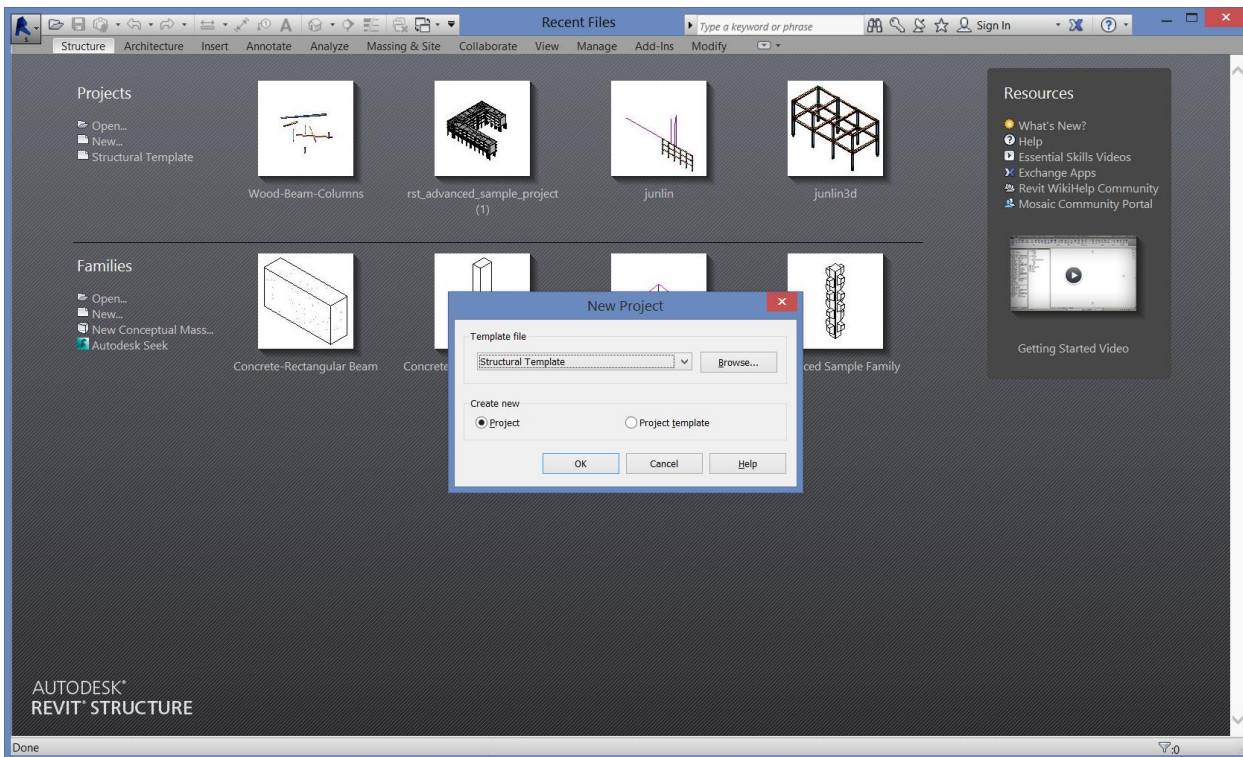 Recent Files
Type a keyword or phrase
Sign In
Structure Architecture Insert Annotate Analyze Massing & Site Collaborate View Manage Add-Ins Modify
Projects
Open...
New...
Structural Template
Wood-Beam-Columns
rst_advanced_sample_project
(1)
junlin
junlin3d
Families
Open...
New...
New Conceptual Mass...
Autodesk Seek
Concrete-Rectangular Beam
Concrete
ced Sample Family
Resources
What's New?
Help
Essential Skills Videos
Exchange Apps
Revit WikiHelp Community
Mosaic Community Portal
Getting Started Video
New Project
Template file
Structural Template
Browse...
Create new
Project
Project template
OK
Cancel
Help
AUTODESK®
REVIT® STRUCTURE
Done
:0